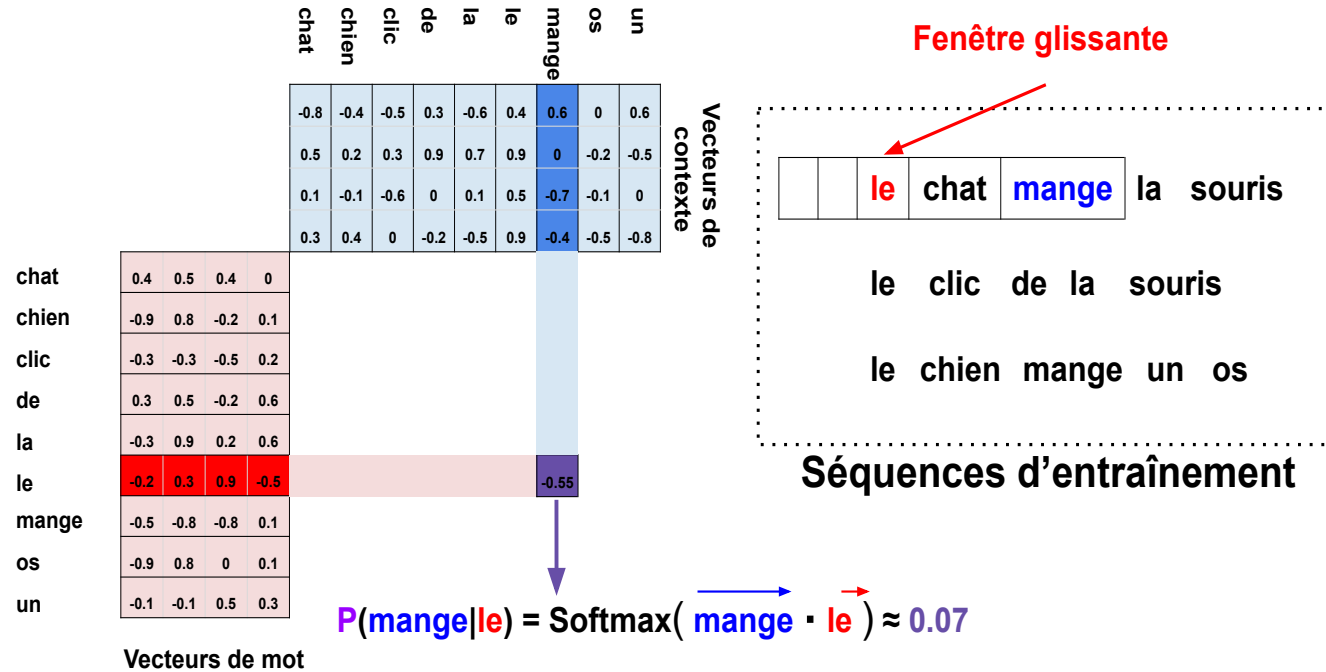 chat chien clic de la le mange os un
Fenêtre glissante
-0.8 -0.4 -0.5 0.3 -0.6 0.4 0.6 0 0.6
0.5 0.2 0.3 0.9 0.7 0.9 0 -0.2 -0.5
0.1 -0.1 -0.6 0 0.1 0.5 -0.7 -0.1 0
0.3 0.4 0 -0.2 -0.5 0.9 -0.4 -0.5 -0.8
Vecteurs de
contexte
le chat mange la souris
le clic de la souris
le chien mange un os
Séquences d'entraînement
chat 0.4 0.5 0.4 0
chien -0.9 0.8 -0.2 0.1
clic -0.3 -0.3 -0.5 0.2
de 0.3 0.5 -0.2 0.6
la -0.3 0.9 0.2 0.6
le -0.2 0.3 0.9 -0.5 -0.55
mange -0.5 -0.8 -0.8 0.1
os -0.9 0.8 0 0.1
un -0.1 -0.1 0.5 0.3
P(mange|le) = Softmax( mange · le ) ≈ 0.07
Vecteurs de mot